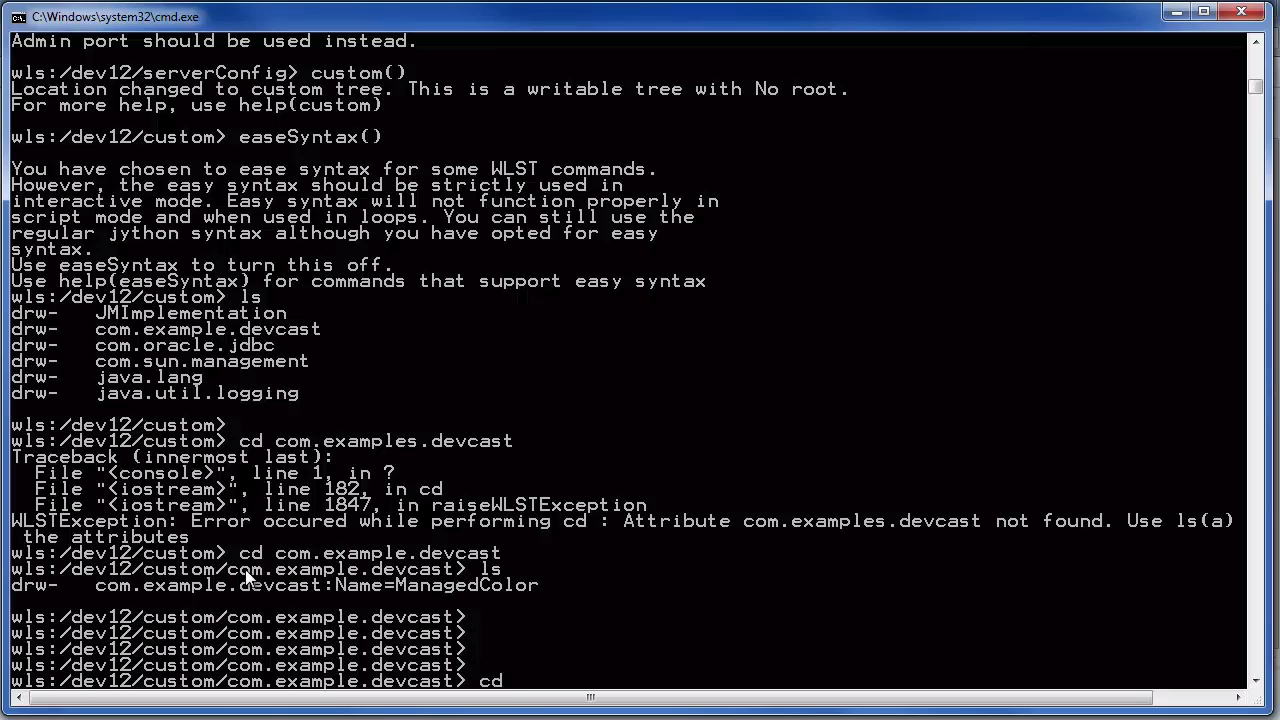 C:\Windows\system32\cmd.exe
Admin port should be used instead.
wls:/dev12/serverConfig> custom()
Location changed to custom tree. This is a writable tree with No root.
For more help, use help(custom)
wls:/dev12/custom> easeSyntax()
You have chosen to ease syntax for some WLST commands.
However, the easy syntax should be strictly used in
interactive mode. Easy syntax will not function properly in
script mode and when used in loops. You can still use the
regular jython syntax although you have opted for easy
syntax.
Use easeSyntax to turn this off.
Use help(easeSyntax) for commands that support easy syntax
wls:/dev12/custom> ls
drw-   JMImplementation
drw-   com.example.devcast
drw-   com.oracle.jdbc
drw-   com.sun.management
drw-   java.lang
drw-   java.util.logging
wls:/dev12/custom>
wls:/dev12/custom> cd com.examples.devcast
Traceback (innermost last):
  File "<console>", line 1, in ?
  File "<iostream>", line 182, in cd
  File "<iostream>", line 1847, in raiseWLSTException
WLSTException: Error occured while performing cd : Attribute com.examples.devcast not found. Use ls(a)
 the attributes
wls:/dev12/custom> cd com.example.devcast
wls:/dev12/custom/com.example.devcast> ls
drw-   com.example.devcast:Name=ManagedColor
wls:/dev12/custom/com.example.devcast>
wls:/dev12/custom/com.example.devcast>
wls:/dev12/custom/com.example.devcast>
wls:/dev12/custom/com.example.devcast>
wls:/dev12/custom/com.example.devcast> cd